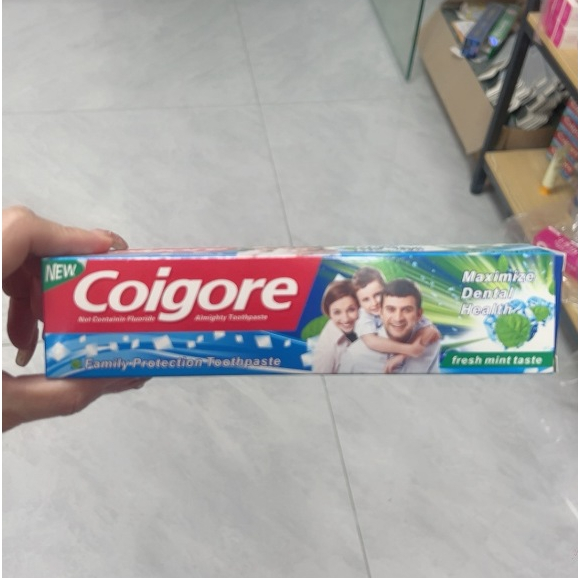 NEW
Coigore
Not Contain Fluoride
Almighty Toothpaste
Family Protection Toothpaste
Maximize
Dental
Health
fresh mint taste